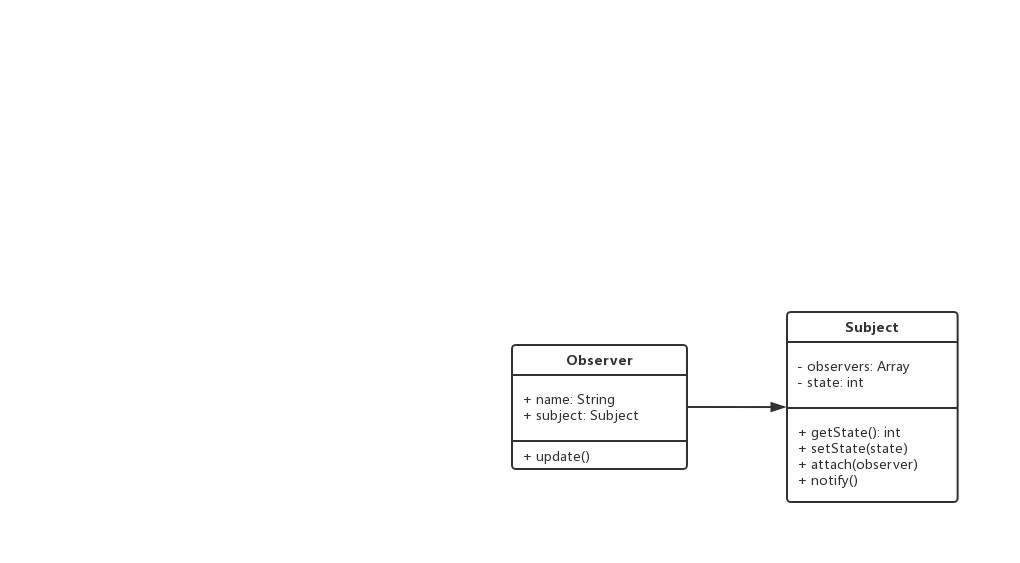 Observer
+ name: String
+ subject: Subject
+ update()
Subject
- observers: Array
- state: int
+ getState(): int
+ setState(state)
+ attach(observer)
+ notify()